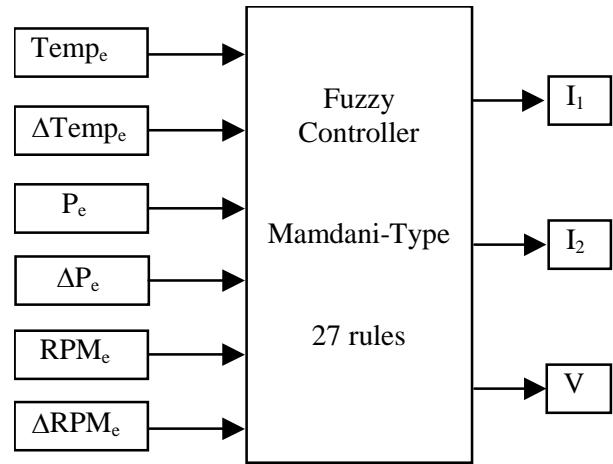 Tempₑ
ΔTempₑ
Pₑ
ΔPₑ
RPMₑ
ΔRPMₑ
Fuzzy
Controller
Mamdani-Type
27 rules
I₁
I₂
V